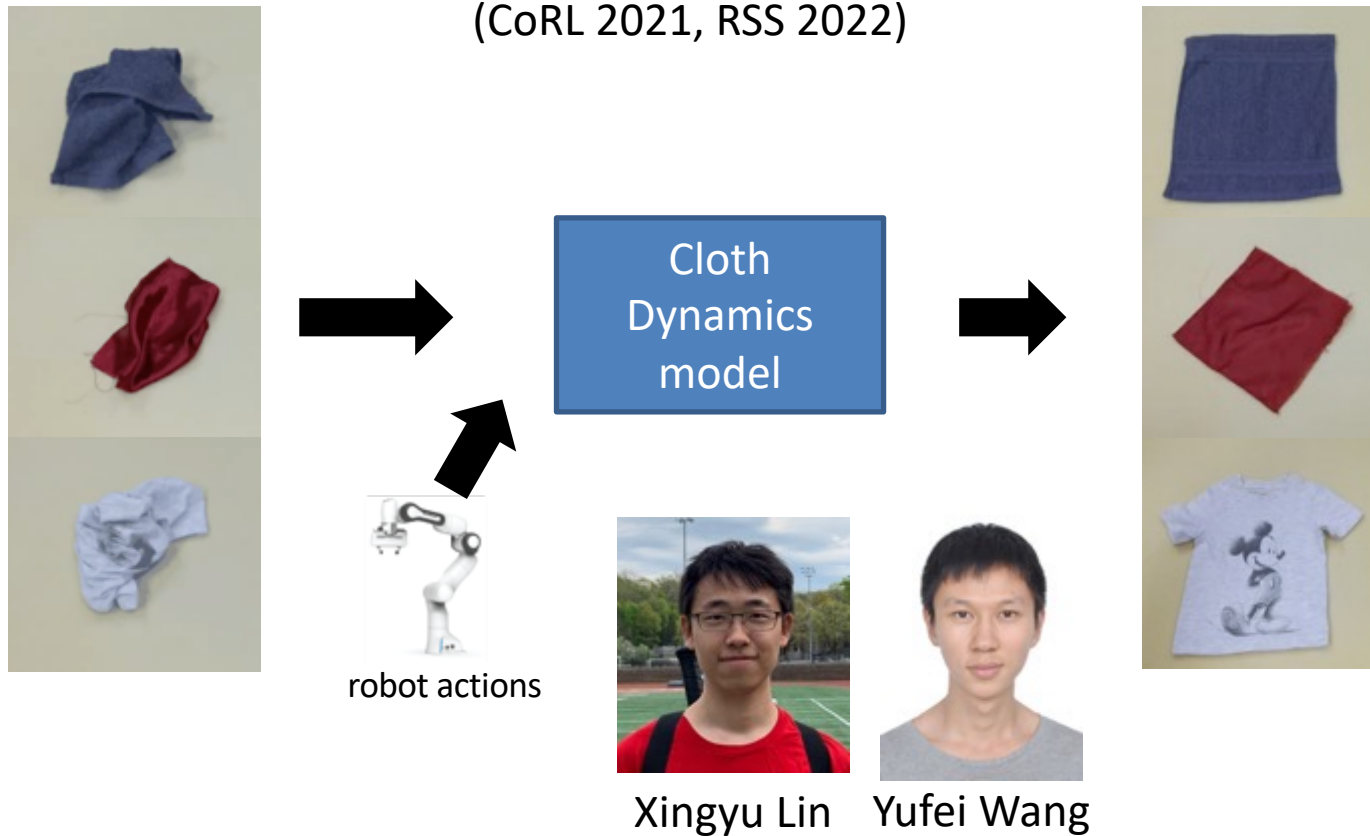 (CoRL 2021, RSS 2022)
Cloth
Dynamics
model
robot actions
Xingyu Lin
Yufei Wang